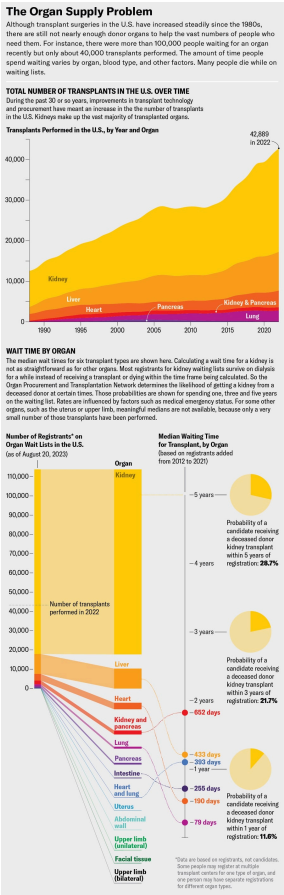 The Organ Supply Problem
Although transplant surgeries in the U.S. have increased steadily since the 1980s,
there are still not nearly enough donor organs to help the vast numbers of people who
need them. For instance, there were more than 100,000 people waiting for an organ
recently but only about 40,000 transplants performed. The amount of time people
spend waiting varies by organ, blood type, and other factors. Many people die while on
waiting lists.
TOTAL NUMBER OF TRANSPLANTS IN THE U.S. OVER TIME
During the past 30 or so years, improvements in transplant technology
and procurement have meant an increase in the the number of transplants
in the U.S. Kidneys make up the vast majority of transplanted organs.
Transplants Performed in the U.S., by Year and Organ
42,889
in 2022
40,000
30,000
20,000
10,000
0
Kidney
Liver
Heart
Pancreas
Kidney & Pancreas
Lung
1990
1995
2000
2005
2010
2015
2020
WAIT TIME BY ORGAN
The median wait times for six transplant types are shown here. Calculating a wait time for a kidney is
not as straightforward as for other organs. Most registrants for kidney waiting lists survive on dialysis
for a while instead of receiving a transplant or dying within the time frame being calculated. So the
Organ Procurement and Transplantation Network determines the likelihood of getting a kidney from a
deceased donor at certain times. Those probabilities are shown for spending one, three and five years
on the waiting list. Rates are influenced by factors such as medical emergency status. For some other
organs, such as the uterus or upper limb, meaningful medians are not available, because only a very
small number of those transplants have been performed.
Number of Registrants* on
Organ Wait Lists in the U.S.
(as of August 20, 2023)
Organ
Median Waiting Time
for Transplant, by Organ
(based on registrants added
from 2012 to 2021)
110,000
100,000
90,000
80,000
70,000
60,000
50,000
40,000
30,000
20,000
10,000
0
Number of transplants
performed in 2022
Kidney
Liver
Heart
Kidney and
pancreas
Lung
Pancreas
Intestine
Heart
and lung
Uterus
Abdominal
wall
Upper limb
(unilateral)
Facial tissue
Upper limb
(bilateral)
5 years
4 years
3 years
2 years
652 days
433 days
393 days
1 year
255 days
190 days
79 days
Probability of a
candidate receiving
a deceased donor
kidney transplant
within 5 years of
registration: 28.7%
Probability of a
candidate receiving
a deceased donor
kidney transplant
within 3 years of
registration: 21.7%
Probability of a
candidate receiving
a deceased donor
kidney transplant
within 1 year of
registration: 11.6%
*Data are based on registrants, not candidates.
Some people may register at multiple
transplant centers for one type of organ, and
one person may have separate registrations
for different organ types.